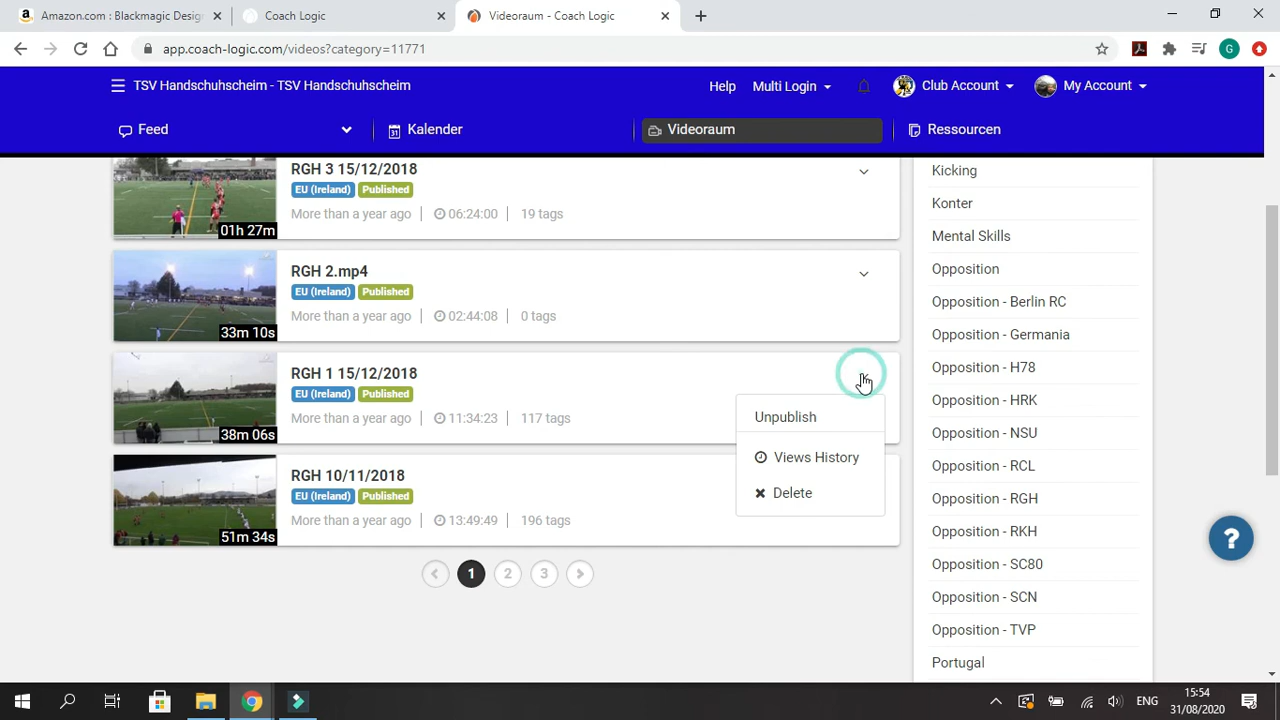 Amazon.com : Blackmagic Desig
Coach Logic
Videoraum - Coach Logic
app.coach-logic.com/videos?category=11771
TSV Handschuhscheim - TSV Handschuhscheim
Help
Multi Login
Club Account
My Account
Feed
Kalender
Videoraum
Ressourcen
RGH 3 15/12/2018
EU (Ireland) Published
More than a year ago 06:24:00 19 tags
01h 27m
RGH 2.mp4
EU (Ireland) Published
More than a year ago 02:44:08 0 tags
33m 10s
RGH 1 15/12/2018
EU (Ireland) Published
More than a year ago 11:34:23 117 tags
38m 06s
Unpublish
Views History
Delete
RGH 10/11/2018
EU (Ireland) Published
More than a year ago 13:49:49 196 tags
51m 34s
1 2 3
Kicking
Konter
Mental Skills
Opposition
Opposition - Berlin RC
Opposition - Germania
Opposition - H78
Opposition - HRK
Opposition - NSU
Opposition - RCL
Opposition - RGH
Opposition - RKH
Opposition - SC80
Opposition - SCN
Opposition - TVP
Portugal
?
G
31
ENG
15:54
31/08/2020